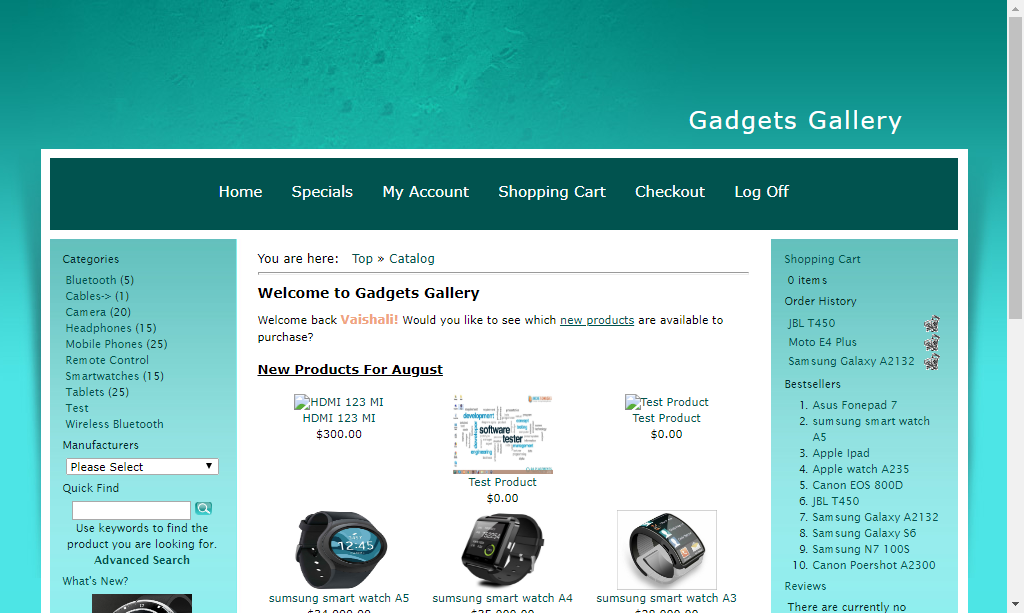 Gadgets Gallery
Home Specials My Account Shopping Cart Checkout Log Off
Categories
Bluetooth (5)
Cables-> (1)
Camera (20)
Headphones (15)
Mobile Phones (25)
Remote Control
Smartwatches (15)
Tablets (25)
Test
Wireless Bluetooth
Manufacturers
Please Select
Quick Find
Use keywords to find the
product you are looking for.
Advanced Search
What's New?
You are here: Top » Catalog
Welcome to Gadgets Gallery
Welcome back Vaishali! Would you like to see which new products are available to
purchase?
New Products For August
HDMI 123 MI
HDMI 123 MI
$300.00
development
software
tester
engineering
Test Product
$0.00
Test Product
Test Product
$0.00
12:45
sumsung smart watch A5
sumsung smart watch A4
sumsung smart watch A3
Shopping Cart
0 items
Order History
JBL T450
Moto E4 Plus
Samsung Galaxy A2132
Bestsellers
1. Asus Fonepad 7
2. sumsung smart watch
A5
3. Apple Ipad
4. Apple watch A235
5. Canon EOS 800D
6. JBL T450
7. Samsung Galaxy A2132
8. Samsung Galaxy S6
9. Samsung N7 100S
10. Canon Poershot A2300
Reviews
There are currently no